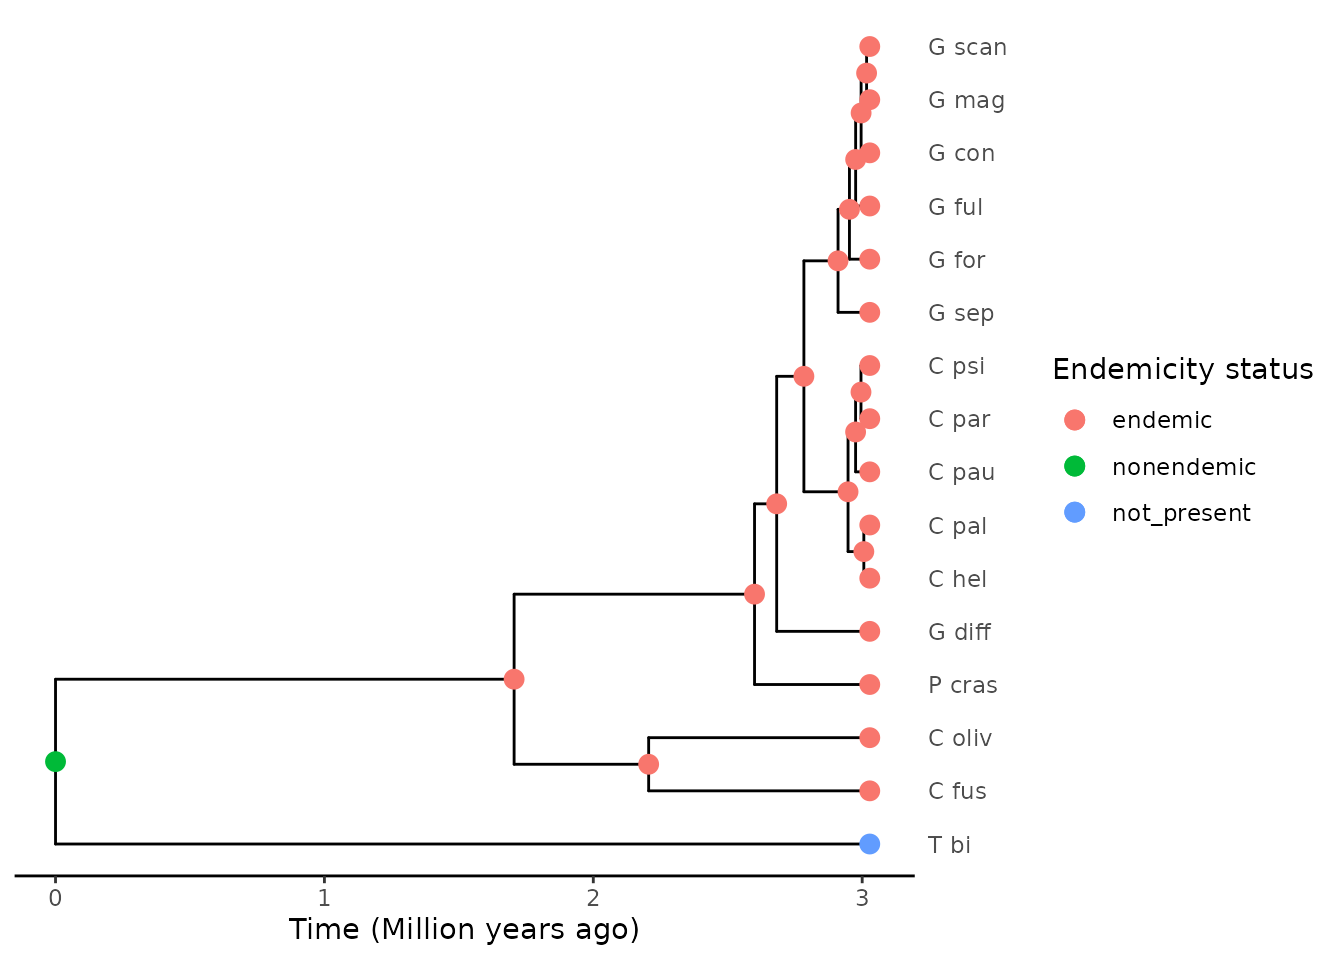 G scan
G mag
G con
G ful
G for
G sep
C psi
C par
C pau
C pal
C hel
G diff
P cras
C oliv
C fus
T bi
Endemicity status
endemic
nonendemic
not_present
0 1 2 3
Time (Million years ago)